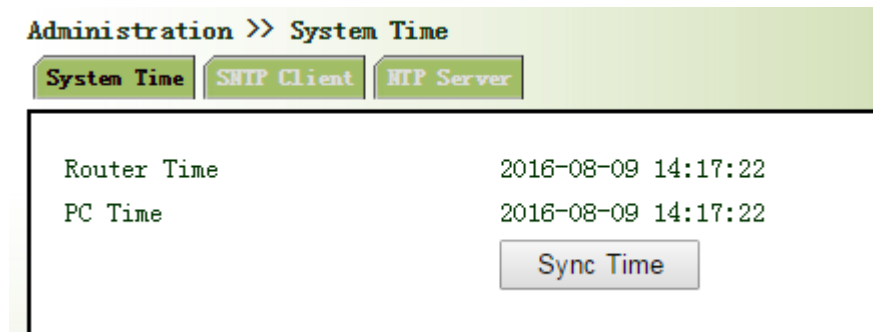 Administration >> System Time
System Time SNTP Client NTP Server
Router Time 2016-08-09 14:17:22
PC Time 2016-08-09 14:17:22
Sync Time